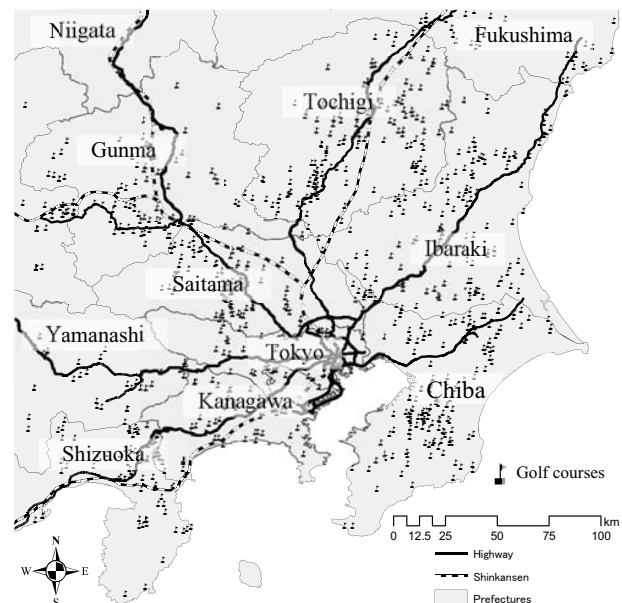 Niigata
Fukushima
Tochigi
Gunma
Ibaraki
Saitama
Yamanashi
Tokyo
Kanagawa
Chiba
Shizuoka
Golf courses
0 12.5 25 50 75 100 km
Highway
Shinkansen
Prefectures
N
W E
S